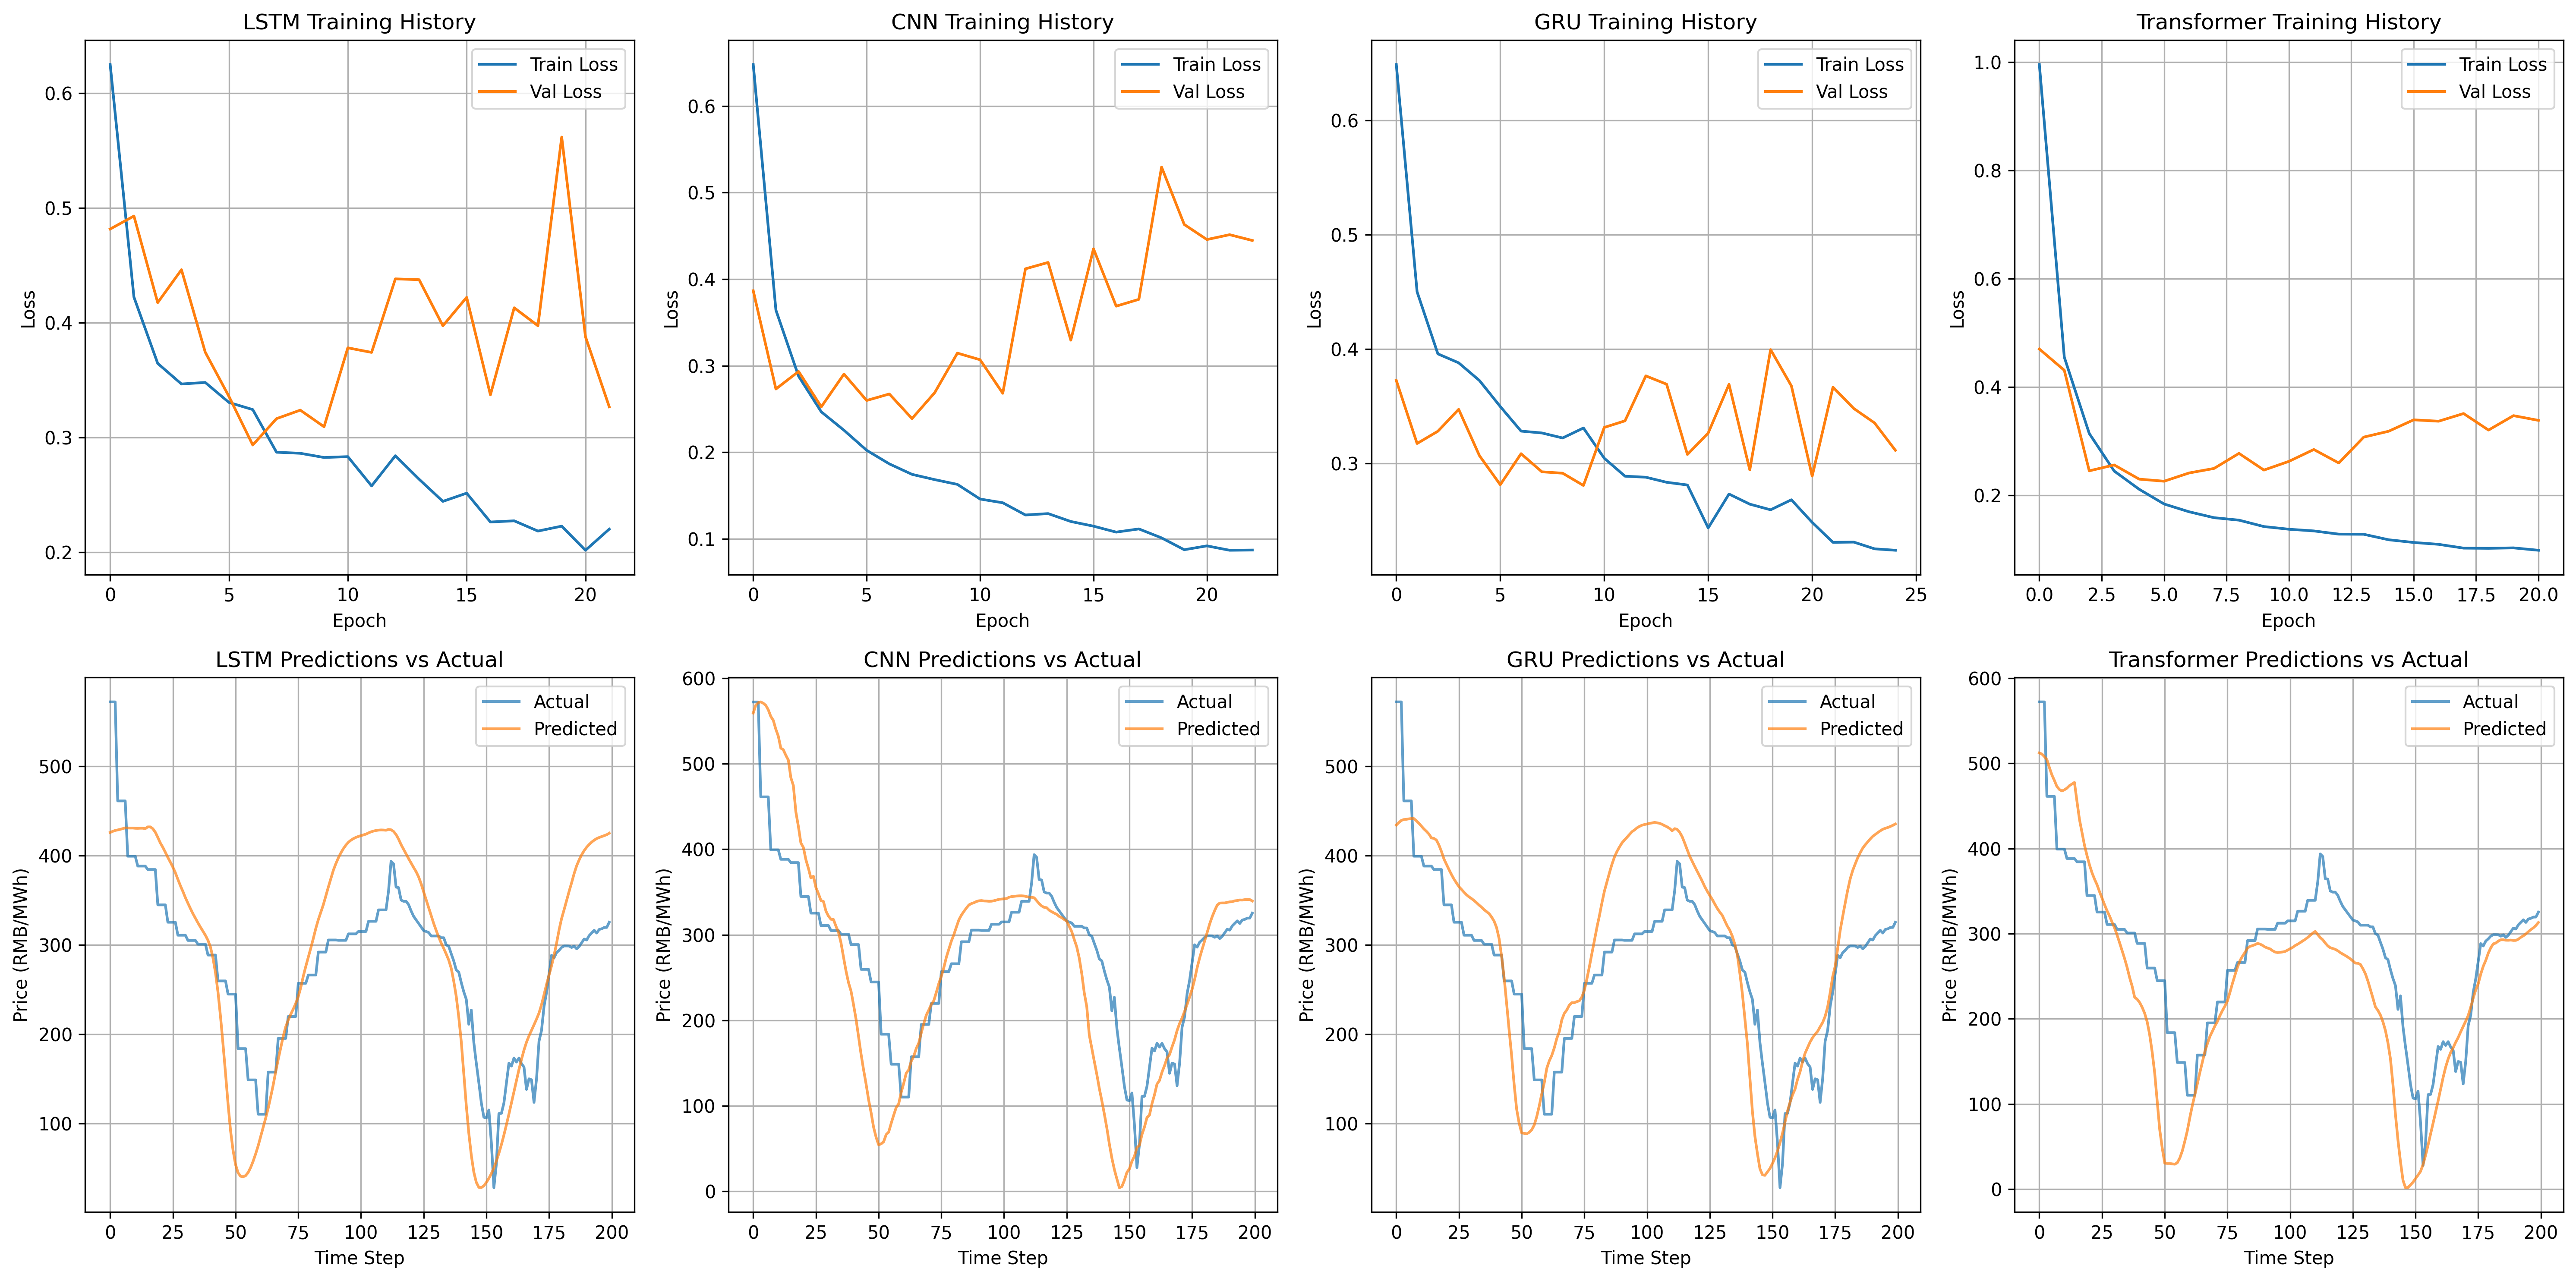 LSTM Training History
Train Loss
Val Loss
0.6
0.5
0.4
0.3
0.2
Loss
0 5 10 15 20
Epoch
CNN Training History
Train Loss
Val Loss
0.6
0.5
0.4
0.3
0.2
0.1
Loss
0 5 10 15 20
Epoch
GRU Training History
Train Loss
Val Loss
0.6
0.5
0.4
0.3
Loss
0 5 10 15 20 25
Epoch
Transformer Training History
Train Loss
Val Loss
1.0
0.8
0.6
0.4
0.2
Loss
0.0 2.5 5.0 7.5 10.0 12.5 15.0 17.5 20.0
Epoch
LSTM Predictions vs Actual
Actual
Predicted
500
400
300
200
100
Price (RMB/MWh)
0 25 50 75 100 125 150 175 200
Time Step
CNN Predictions vs Actual
Actual
Predicted
600
500
400
300
200
100
0
Price (RMB/MWh)
0 25 50 75 100 125 150 175 200
Time Step
GRU Predictions vs Actual
Actual
Predicted
500
400
300
200
100
Price (RMB/MWh)
0 25 50 75 100 125 150 175 200
Time Step
Transformer Predictions vs Actual
Actual
Predicted
600
500
400
300
200
100
0
Price (RMB/MWh)
0 25 50 75 100 125 150 175 200
Time Step